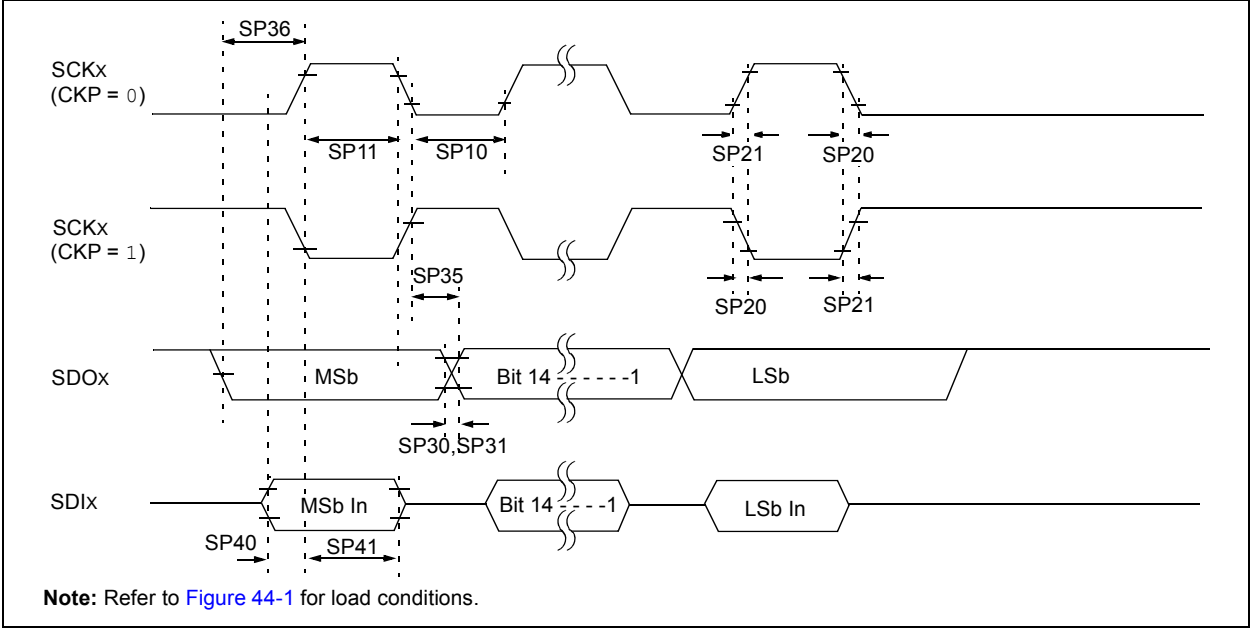 SP36
SCKx
(CKP = 0)
SP11
SP10
SP21
SP20
SCKx
(CKP = 1)
SP35
SP20
SP21
SDOx
MSb
Bit 14 - - - - - -1
LSb
SP30,SP31
SDIx
MSb In
Bit 14 - - - -1
LSb In
SP40
SP41
Note: Refer to Figure 44-1 for load conditions.